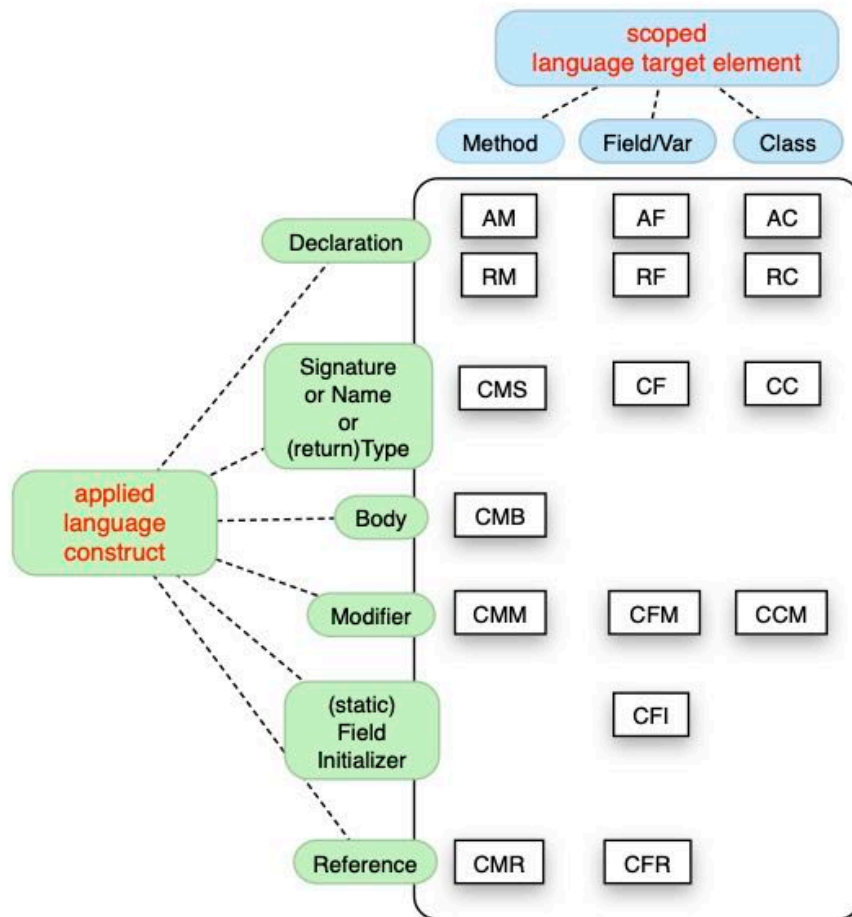 scoped
language target element
Method
Field/Var
Class
Declaration
AM
AF
AC
RM
RF
RC
Signature
or Name
or
(return)Type
CMS
CF
CC
applied
language
construct
Body
CMB
Modifier
CMM
CFM
CCM
(static)
Field
Initializer
CFI
Reference
CMR
CFR